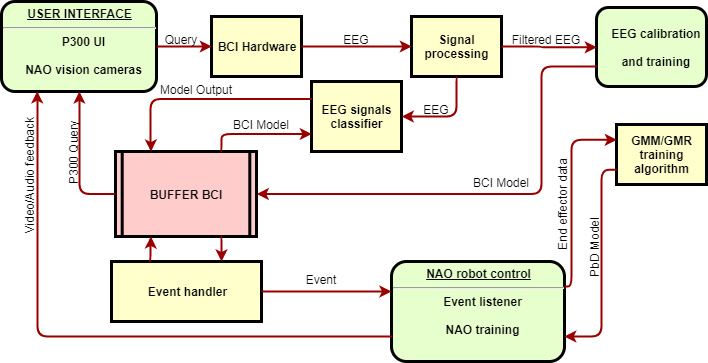 USER INTERFACE
P300 UI
NAO vision cameras
Query
BCI Hardware
EEG
Signal
processing
Filtered EEG
EEG calibration
and training
Model Output
EEG signals
classifier
EEG
BCI Model
BUFFER BCI
BCI Model
P300 Query
Video/Audio feedback
GMM/GMR
training
algorithm
End effector data
PbD Model
Event handler
Event
NAO robot control
Event listener
NAO training